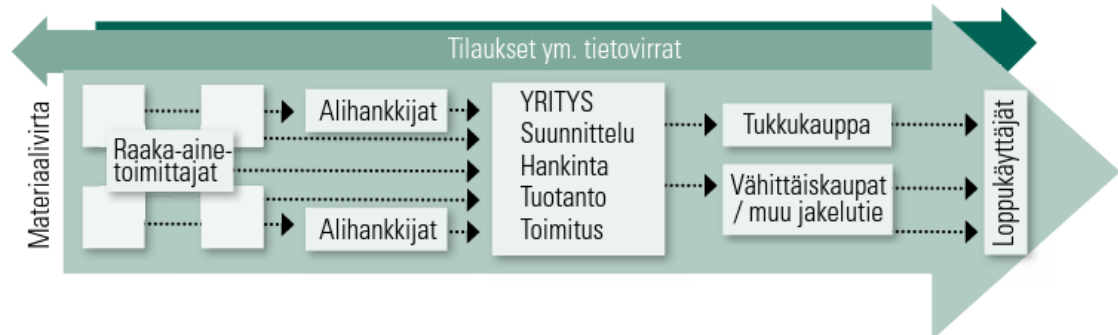 Tilaukset ym. tietovirrat
Materiaalivirta
Raaka-aine-
toimittajat
Alihankkijat
Alihankkijat
YRITYS
Suunnittelu
Hankinta
Tuotanto
Toimitus
Tukkukauppa
Vähittäiskaupat
/ muu jakelutie
Loppukäyttäjät